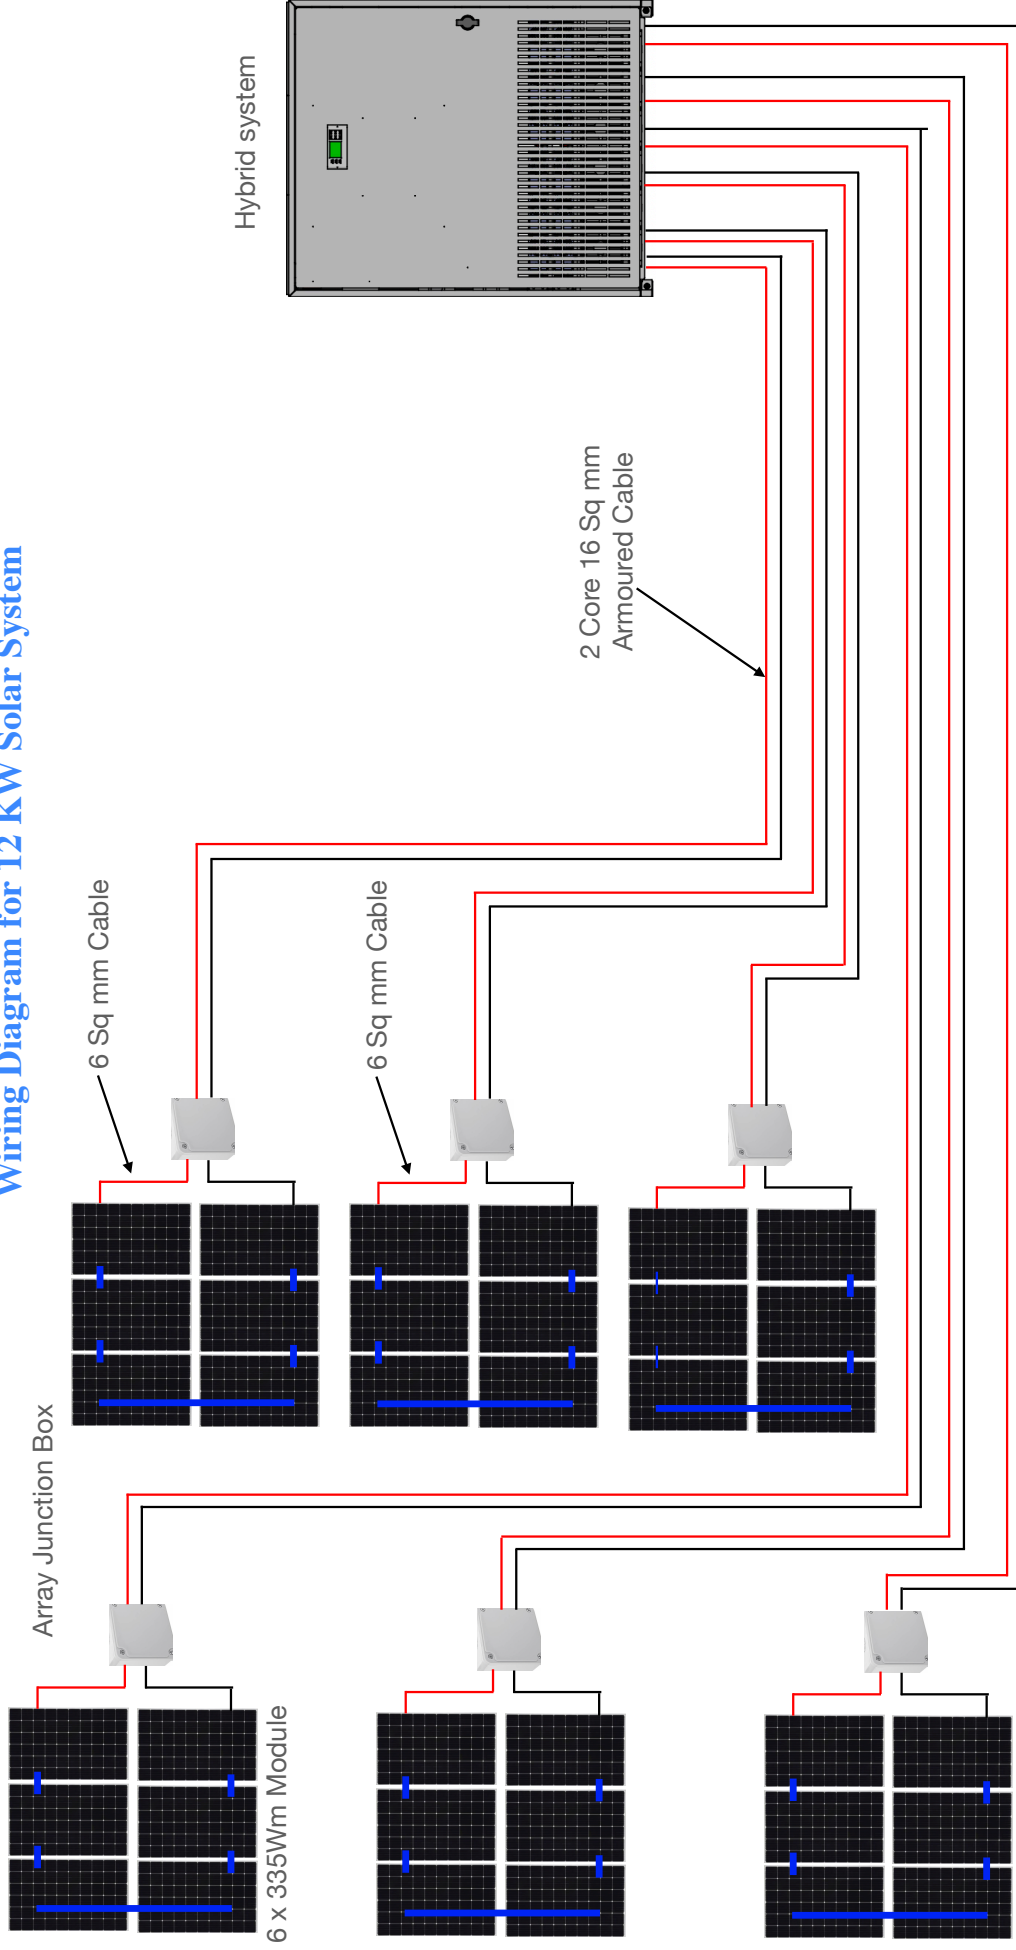 Wiring Diagram for 12 KW Solar System
Hybrid system
2 Core 16 Sq mm
Armoured Cable
6 Sq mm Cable
6 Sq mm Cable
Array Junction Box
6 x 335Wm Module